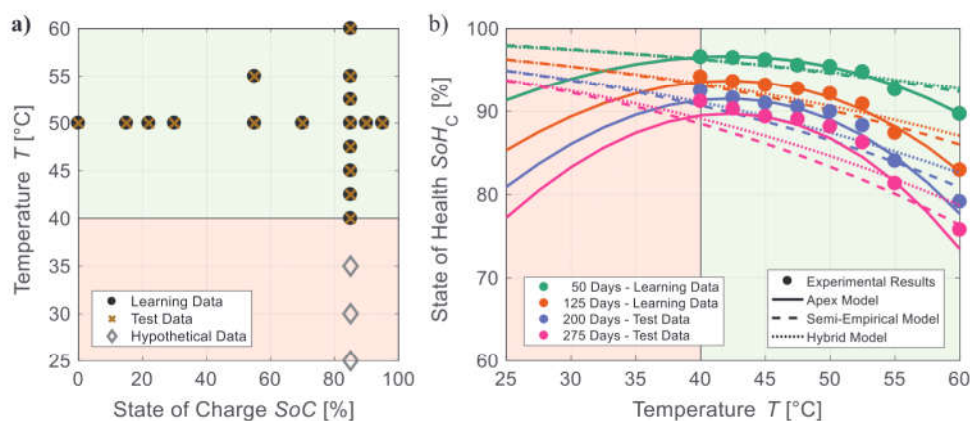 a)
60
55
50
45
40
35
30
25
Temperature T [°C]
Learning Data
Test Data
Hypothetical Data
0 20 40 60 80 100
State of Charge SoC [%]
b)
100
90
80
70
60
State of Health SoH_C [%]
50 Days - Learning Data
125 Days - Learning Data
200 Days - Test Data
275 Days - Test Data
Experimental Results
Apex Model
Semi-Empirical Model
Hybrid Model
25 30 35 40 45 50 55 60
Temperature T [°C]